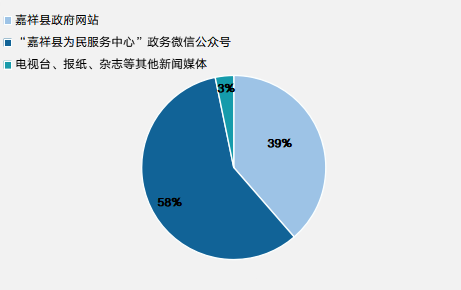 嘉祥县政府网站
“嘉祥县为民服务中心”政务微信公众号
电视台、报纸、杂志等其他新闻媒体
3%
39%
58%